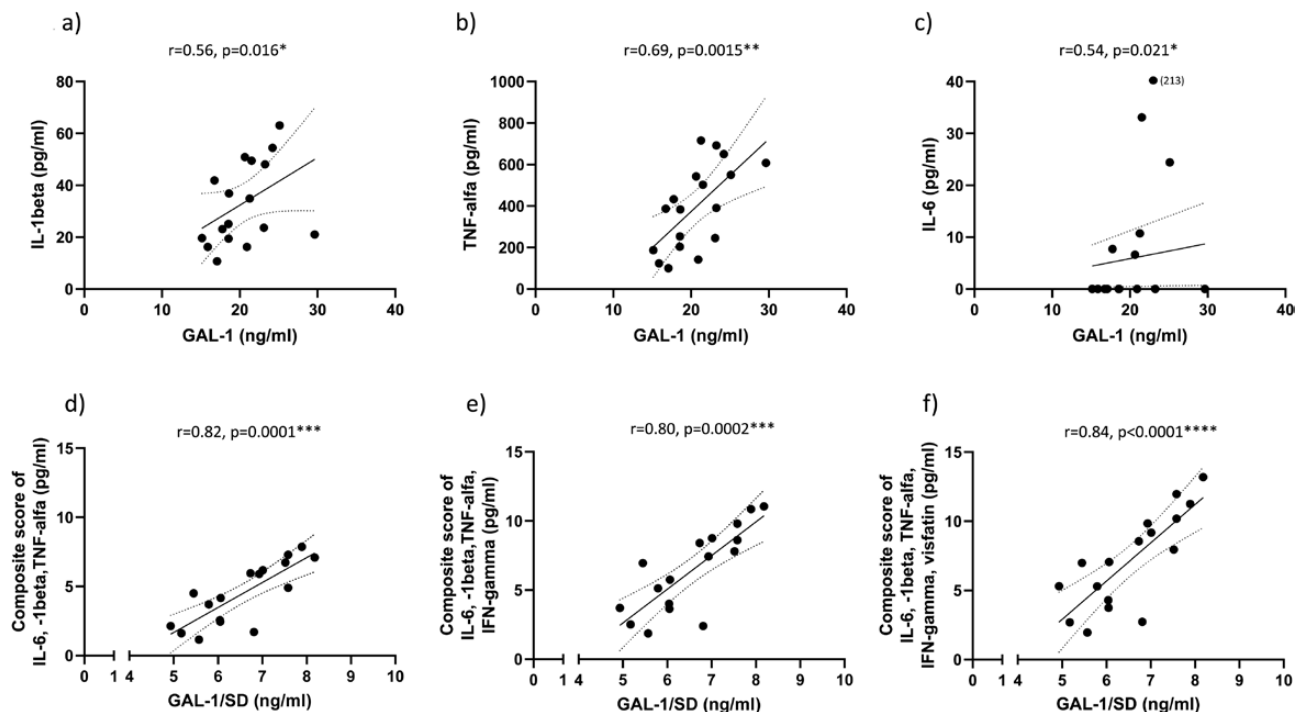 a)
r=0.56, p=0.016*
IL-1beta (pg/ml)
80
60
40
20
0
0 10 20 30 40
GAL-1 (ng/ml)
b)
r=0.69, p=0.0015**
TNF-alfa (pg/ml)
1000
800
600
400
200
0
0 10 20 30 40
GAL-1 (ng/ml)
c)
r=0.54, p=0.021*
IL-6 (pg/ml)
(213)
40
30
20
10
0
0 10 20 30 40
GAL-1 (ng/ml)
d)
r=0.82, p=0.0001***
Composite score of
IL-6, -1beta,TNF-alfa (pg/ml)
15
10
5
0
0 1 4 5 6 7 8 9 10
GAL-1/SD (ng/ml)
e)
r=0.80, p=0.0002***
Composite score of
IL-6, -1beta,TNF-alfa,
IFN-gamma (pg/ml)
15
10
5
0
0 1 4 5 6 7 8 9 10
GAL-1/SD (ng/ml)
f)
r=0.84, p<0.0001****
Composite score of
IL-6, -1beta, TNF-alfa,
IFN-gamma, visfatin (pg/ml)
15
10
5
0
0 1 4 5 6 7 8 9 10
GAL-1/SD (ng/ml)